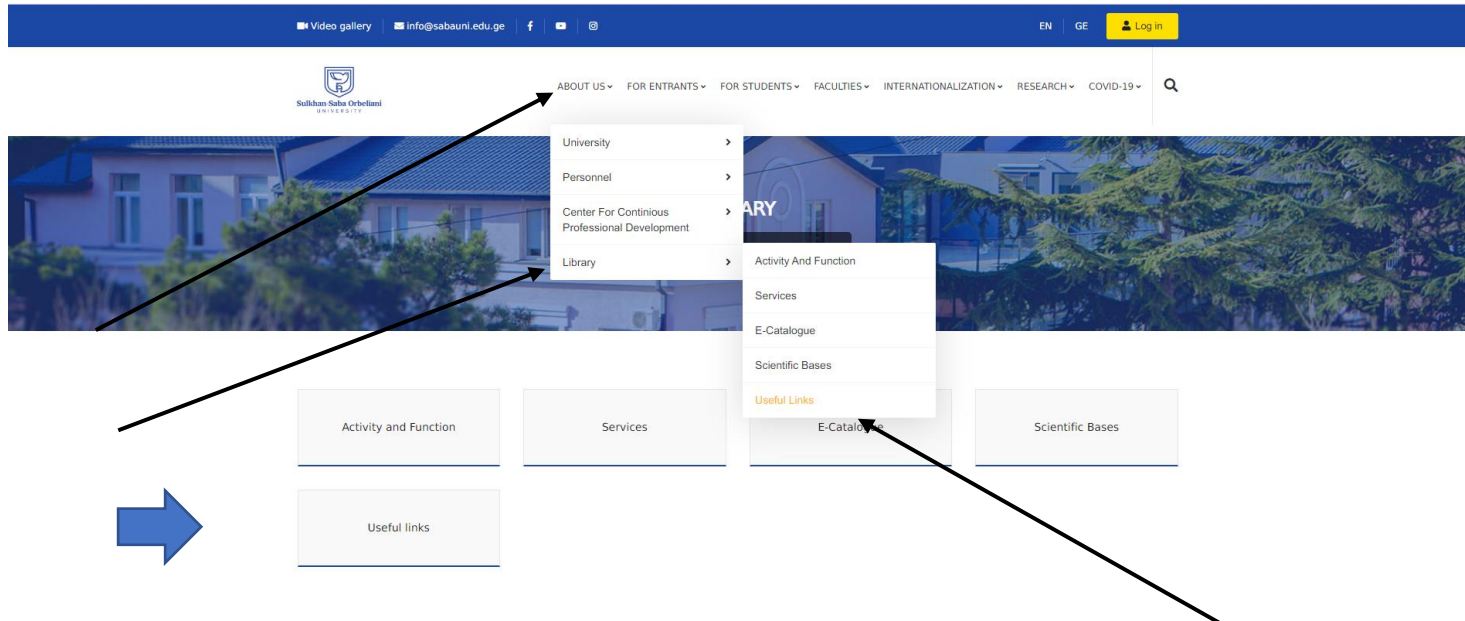 Video gallery info@sabauni.edu.ge f EN GE Log in
Sulkhan-Saba Orbeliani
UNIVERSITY
ABOUT US FOR ENTRANTS FOR STUDENTS FACULTIES INTERNATIONALIZATION RESEARCH COVID-19
University
Personnel
Center For Continious
Professional Development
Library
ARY
Activity And Function
Services
E-Catalogue
Scientific Bases
Useful Links
Activity and Function
Services
E-Catalogue
Scientific Bases
Useful links